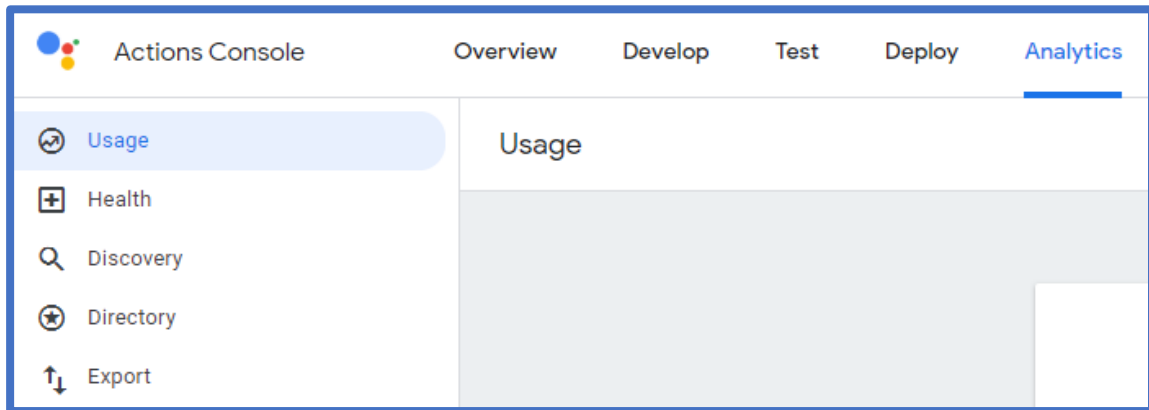 Actions Console Overview Develop Test Deploy Analytics
Usage
Health
Discovery
Directory
Export
Usage